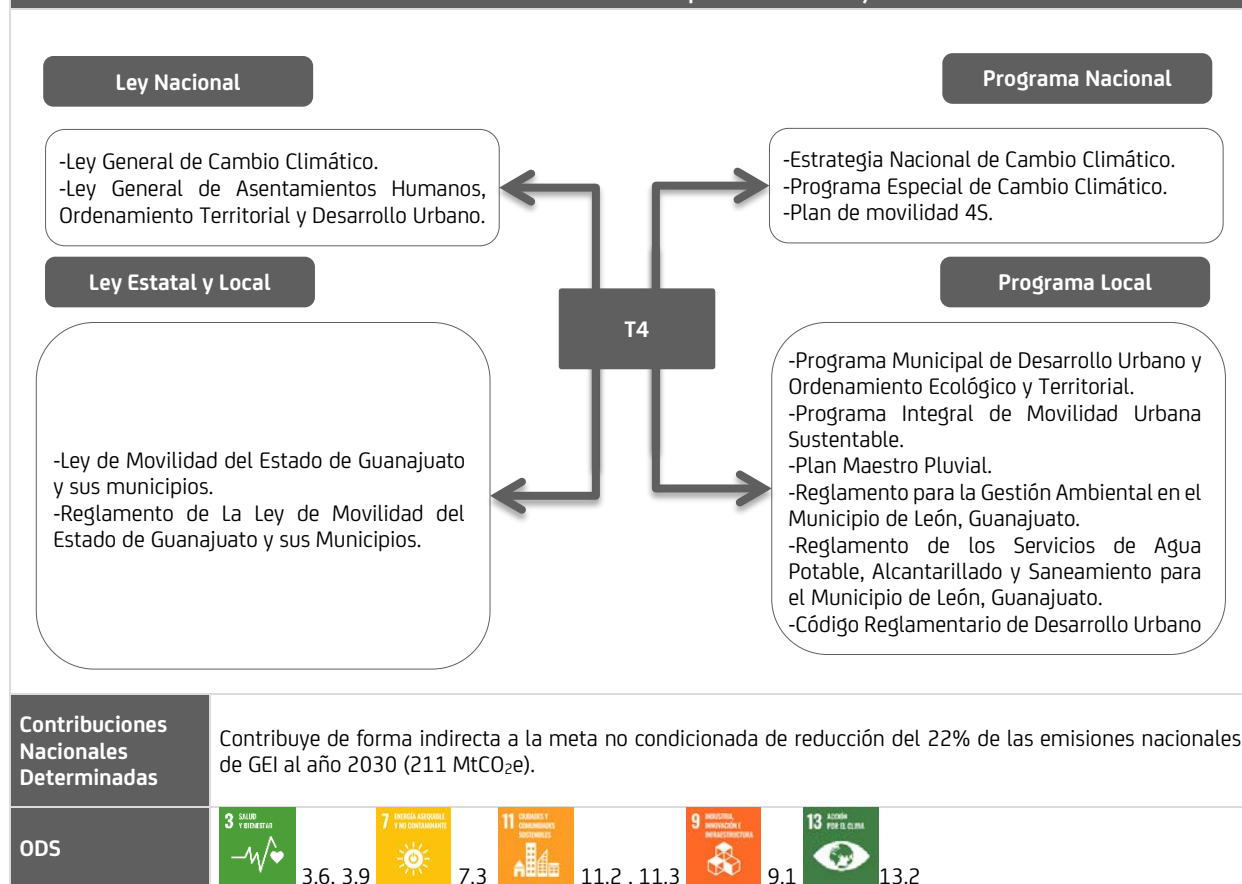 Ley Nacional
-Ley General de Cambio Climático.
-Ley General de Asentamientos Humanos,
Ordenamiento Territorial y Desarrollo Urbano.
Programa Nacional
-Estrategia Nacional de Cambio Climático.
-Programa Especial de Cambio Climático.
-Plan de movilidad 4S.
T4
Ley Estatal y Local
-Ley de Movilidad del Estado de Guanajuato
y sus municipios.
-Reglamento de La Ley de Movilidad del
Estado de Guanajuato y sus Municipios.
Programa Local
-Programa Municipal de Desarrollo Urbano y
Ordenamiento Ecológico y Territorial.
-Programa Integral de Movilidad Urbana
Sustentable.
-Plan Maestro Pluvial.
-Reglamento para la Gestión Ambiental en el
Municipio de León, Guanajuato.
-Reglamento de los Servicios de Agua
Potable, Alcantarillado y Saneamiento para
el Municipio de León, Guanajuato.
-Código Reglamentario de Desarrollo Urbano
Contribuciones
Nacionales
Determinadas
Contribuye de forma indirecta a la meta no condicionada de reducción del 22% de las emisiones nacionales
de GEI al año 2030 (211 MtCO₂e).
ODS
3 SALUD
Y BIENESTAR
3.6, 3.9
7 ENERGÍA ASEQUIBLE
Y NO CONTAMINANTE
7.3
11 CIUDADES Y
COMUNIDADES
SOSTENIBLES
11.2 , 11.3
9 INDUSTRIA,
INNOVACIÓN E
INFRAESTRUCTURA
9.1
13 ACCIÓN
POR EL CLIMA
13.2